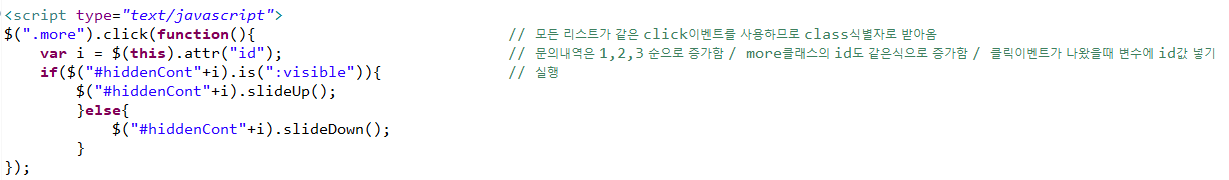 <script type="text/javascript">
$(".more").click(function(){ // 모든 리스트가 같은 click이벤트를 사용하므로 class식별자로 받아옴
var i = $(this).attr("id"); // 문의내역은 1,2,3 순으로 증가함 / more클래스의 id도 같은식으로 증가함 / 클릭이벤트가 나왔을때 변수에 id값 넣기
if($("#hiddenCont"+i).is(":visible")){ // 실행
$("#hiddenCont"+i).slideUp();
}else{
$("#hiddenCont"+i).slideDown();
}
});